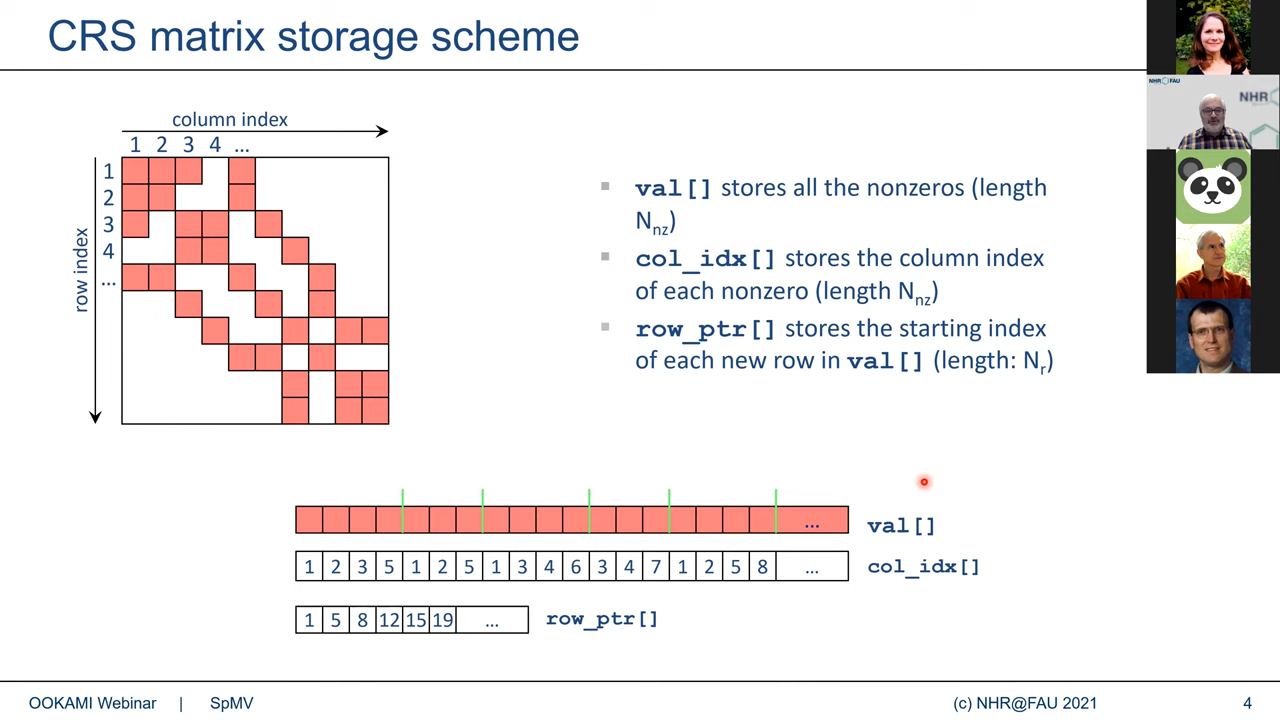 CRS matrix storage scheme
NHR FAU
NHR
column index
1 2 3 4 ...
row index
1
2
3
4
...
val[] stores all the nonzeros (length
Nnz)
col_idx[] stores the column index
of each nonzero (length Nnz)
row_ptr[] stores the starting index
of each new row in val[] (length: Nr)
... val[]
1 2 3 5 1 2 5 1 3 4 6 3 4 7 1 2 5 8 ... col_idx[]
1 5 8 12 15 19 ... row_ptr[]
OOKAMI Webinar | SpMV (c) NHR@FAU 2021 4